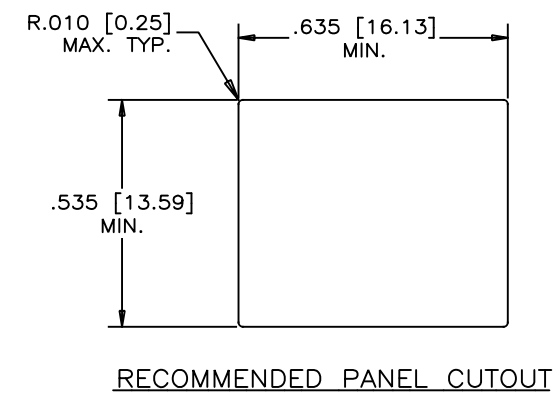 R.010 [0.25]
MAX. TYP.
.635 [16.13]
MIN.
.535 [13.59]
MIN.
RECOMMENDED PANEL CUTOUT